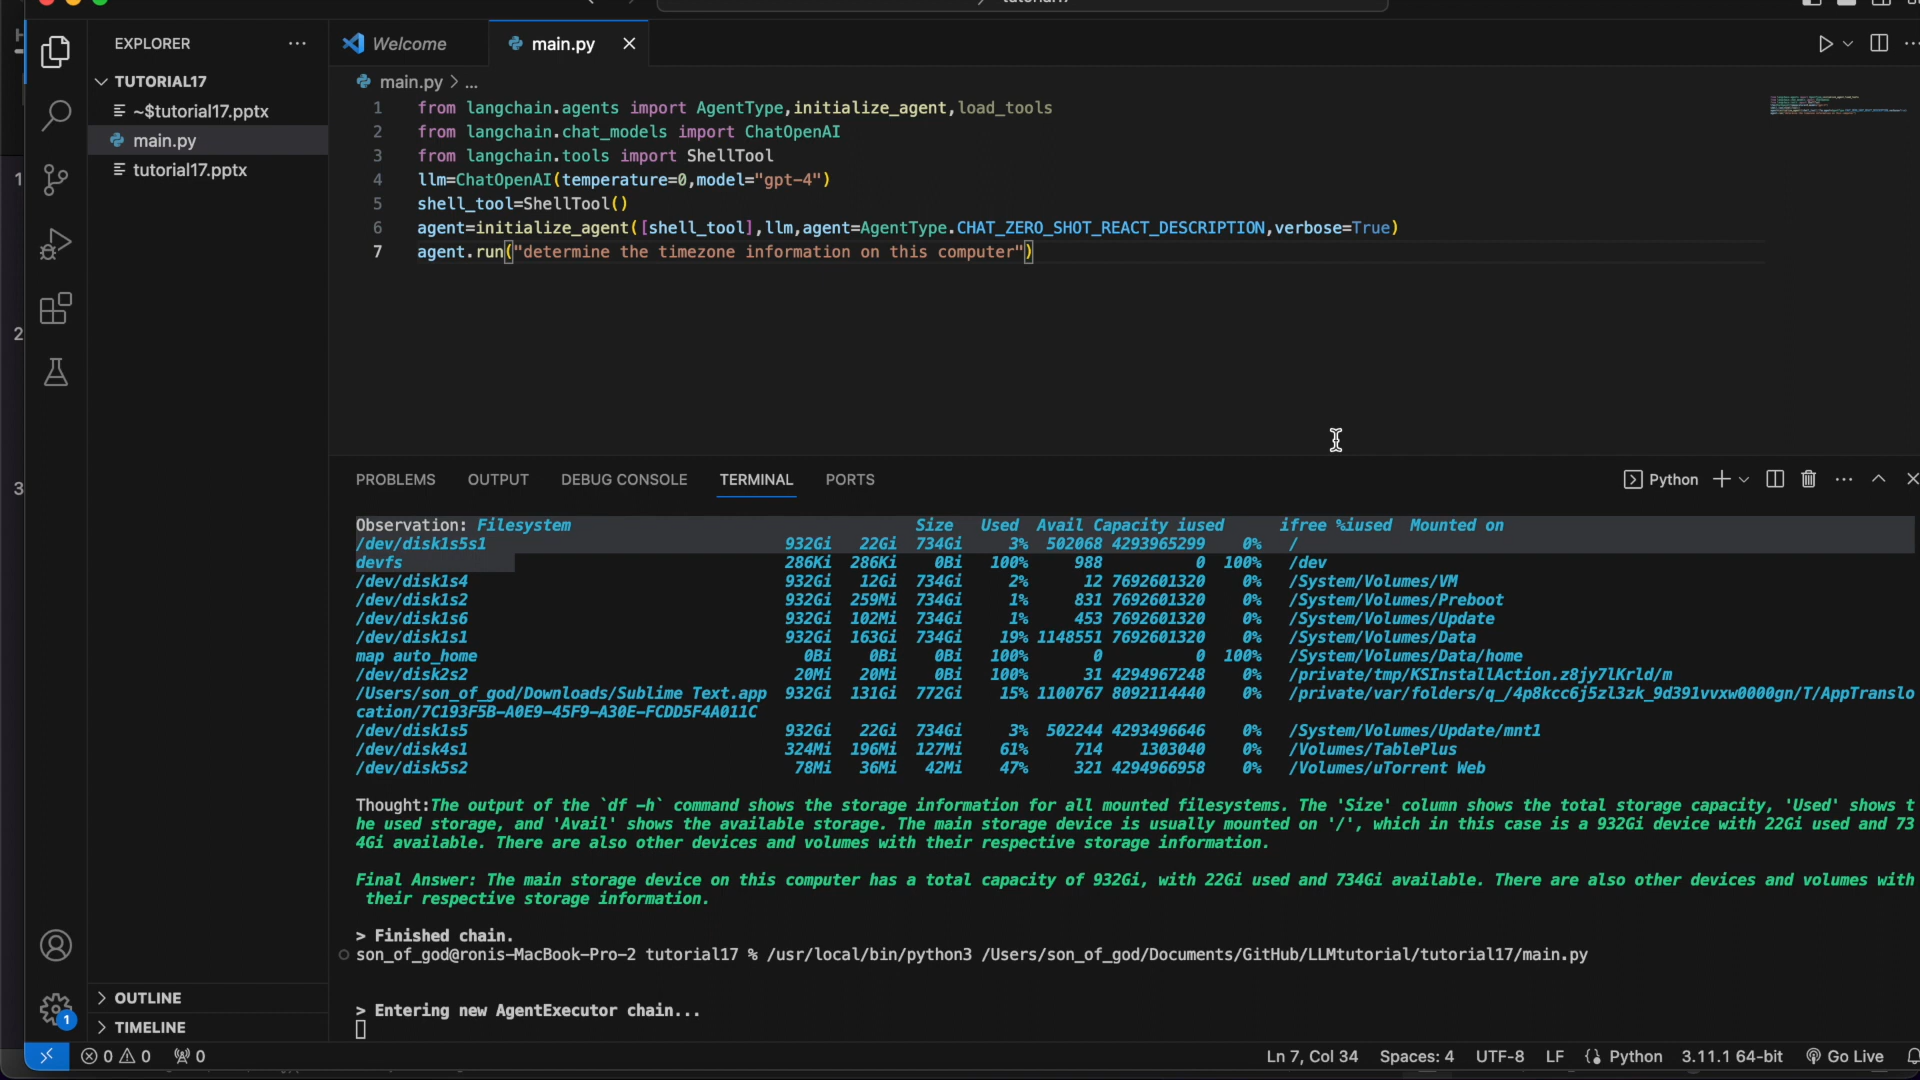 EXPLORER
TUTORIAL17
~$tutorial17.pptx
main.py
tutorial17.pptx
OUTLINE
TIMELINE
Welcome
main.py
main.py > ...
1 from langchain.agents import AgentType,initialize_agent,load_tools
2 from langchain.chat_models import ChatOpenAI
3 from langchain.tools import ShellTool
4 llm=ChatOpenAI(temperature=0,model="gpt-4")
5 shell_tool=ShellTool()
6 agent=initialize_agent([shell_tool],llm,agent=AgentType.CHAT_ZERO_SHOT_REACT_DESCRIPTION,verbose=True)
7 agent.run("determine the timezone information on this computer")
PROBLEMS OUTPUT DEBUG CONSOLE TERMINAL PORTS
Python
Observation: Filesystem Size Used Avail Capacity iused ifree %iused Mounted on
/dev/disk1s5s1 932Gi 22Gi 734Gi 3% 502068 4293965299 0% /
devfs 286Ki 286Ki 0Bi 100% 988 0 100% /dev
/dev/disk1s4 932Gi 12Gi 734Gi 2% 12 7692601320 0% /System/Volumes/VM
/dev/disk1s2 932Gi 259Mi 734Gi 1% 831 7692601320 0% /System/Volumes/Preboot
/dev/disk1s6 932Gi 102Mi 734Gi 1% 453 7692601320 0% /System/Volumes/Update
/dev/disk1s1 932Gi 163Gi 734Gi 19% 1148551 7692601320 0% /System/Volumes/Data
map auto_home 0Bi 0Bi 0Bi 100% 0 0 100% /System/Volumes/Data/home
/dev/disk2s2 20Mi 20Mi 0Bi 100% 31 4294967248 0% /private/tmp/KSInstallAction.z8jy7lKrld/m
/Users/son_of_god/Downloads/Sublime Text.app 932Gi 131Gi 772Gi 15% 1100767 8092114440 0% /private/var/folders/q_/4p8kcc6j5zl3zk_9d391vvxw0000gn/T/AppTranslo
cation/7C193F5B-A0E9-45F9-A30E-FCDD5F4A011C
/dev/disk1s5 932Gi 22Gi 734Gi 3% 502244 4293496646 0% /System/Volumes/Update/mnt1
/dev/disk4s1 324Mi 196Mi 127Mi 61% 714 1303040 0% /Volumes/TablePlus
/dev/disk5s2 78Mi 36Mi 42Mi 47% 321 4294966958 0% /Volumes/uTorrent Web
Thought:The output of the `df -h` command shows the storage information for all mounted filesystems. The 'Size' column shows the total storage capacity, 'Used' shows t
he used storage, and 'Avail' shows the available storage. The main storage device is usually mounted on '/', which in this case is a 932Gi device with 22Gi used and 73
4Gi available. There are also other devices and volumes with their respective storage information.
Final Answer: The main storage device on this computer has a total capacity of 932Gi, with 22Gi used and 734Gi available. There are also other devices and volumes with
their respective storage information.
> Finished chain.
son_of_god@ronis-MacBook-Pro-2 tutorial17 % /usr/local/bin/python3 /Users/son_of_god/Documents/GitHub/LLMtutorial/tutorial17/main.py
> Entering new AgentExecutor chain...
1
2
3
1
0 0 0
Ln 7, Col 34 Spaces: 4 UTF-8 LF Python 3.11.1 64-bit Go Live